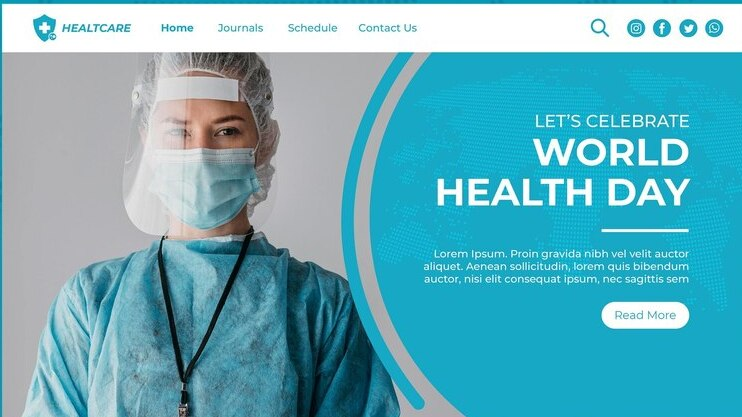 HEALTCARE
Home Journals Schedule Contact Us
LET'S CELEBRATE
WORLD
HEALTH DAY
Lorem Ipsum. Proin gravida nibh vel velit auctor
aliquet. Aenean sollicitudin, lorem quis bibendum
auctor, nisi elit consequat ipsum, nec sagittis sem
Read More